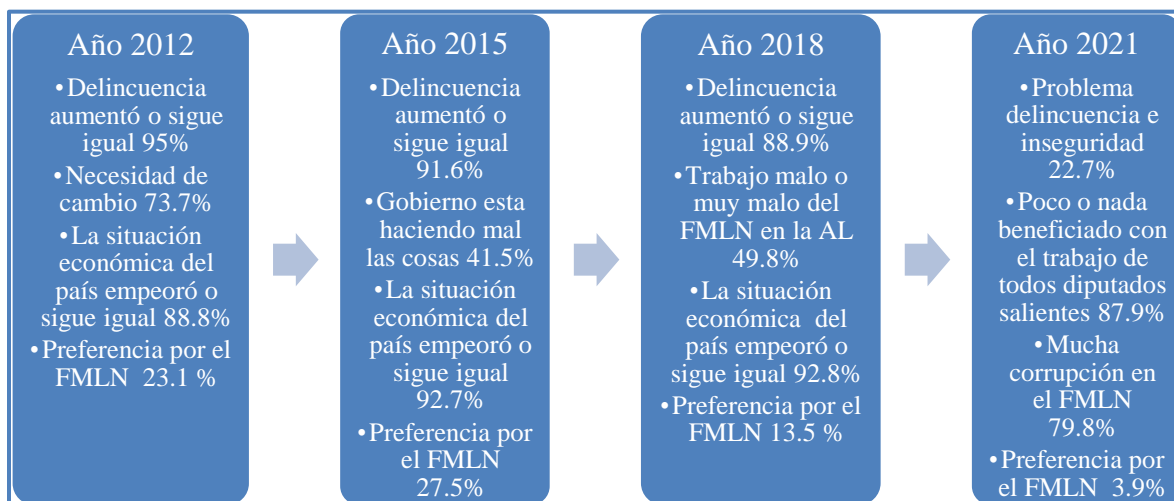 Año 2012
•Delincuencia
aumentó o sigue
igual 95%
•Necesidad de
cambio 73.7%
•La situación
económica del
país empeoró o
sigue igual 88.8%
•Preferencia por el
FMLN 23.1 %
Año 2015
•Delincuencia
aumentó o
sigue igual
91.6%
•Gobierno esta
haciendo mal
las cosas 41.5%
•La situación
económica del
país empeoró o
sigue igual
92.7%
•Preferencia por
el FMLN
27.5%
Año 2018
•Delincuencia
aumentó o sigue
igual 88.9%
•Trabajo malo o
muy malo del
FMLN en la AL
49.8%
•La situación
económica del
país empeoró o
sigue igual 92.8%
•Preferencia por el
FMLN 13.5 %
Año 2021
•Problema
delincuencia e
inseguridad
22.7%
•Poco o nada
beneficiado con
el trabajo de
todos diputados
salientes 87.9%
•Mucha
corrupción en
el FMLN
79.8%
•Preferencia por
el FMLN 3.9%